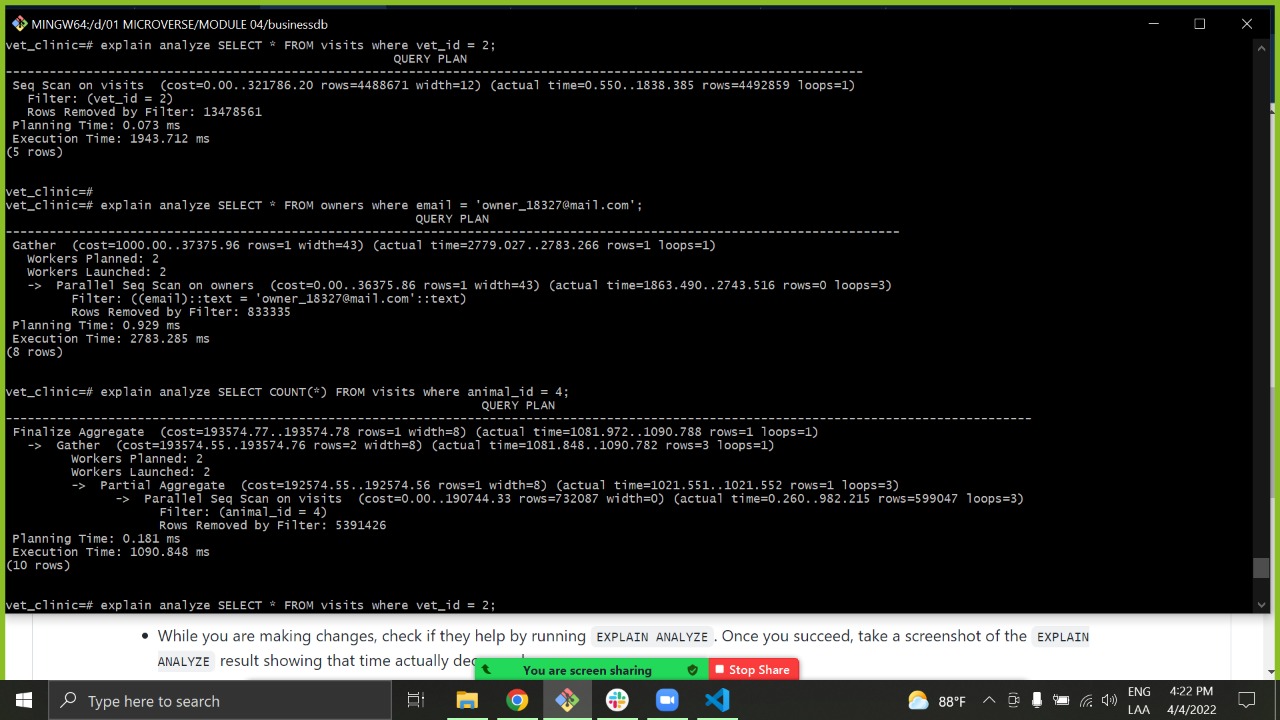 MINGW64:/d/01 MICROVERSE/MODULE 04/businessdb
vet_clinic=# explain analyze SELECT * FROM visits where vet_id = 2;
QUERY PLAN
-----------------------------------------------------------------------------------------------------------------------
Seq Scan on visits  (cost=0.00..321786.20 rows=4488671 width=12) (actual time=0.550..1838.385 rows=4492859 loops=1)
Filter: (vet_id = 2)
Rows Removed by Filter: 13478561
Planning Time: 0.073 ms
Execution Time: 1943.712 ms
(5 rows)
vet_clinic=#
vet_clinic=# explain analyze SELECT * FROM owners where email = 'owner_18327@mail.com';
QUERY PLAN
----------------------------------------------------------------------------------------------------------------------------
Gather  (cost=1000.00..37375.96 rows=1 width=43) (actual time=2779.027..2783.266 rows=1 loops=1)
Workers Planned: 2
Workers Launched: 2
->  Parallel Seq Scan on owners  (cost=0.00..36375.86 rows=1 width=43) (actual time=1863.490..2743.516 rows=0 loops=3)
Filter: ((email)::text = 'owner_18327@mail.com'::text)
Rows Removed by Filter: 833335
Planning Time: 0.929 ms
Execution Time: 2783.285 ms
(8 rows)
vet_clinic=# explain analyze SELECT COUNT(*) FROM visits where animal_id = 4;
QUERY PLAN
----------------------------------------------------------------------------------------------------------------------------------------------
Finalize Aggregate  (cost=193574.77..193574.78 rows=1 width=8) (actual time=1081.972..1090.788 rows=1 loops=1)
->  Gather  (cost=193574.55..193574.76 rows=2 width=8) (actual time=1081.848..1090.782 rows=3 loops=1)
Workers Planned: 2
Workers Launched: 2
->  Partial Aggregate  (cost=192574.55..192574.56 rows=1 width=8) (actual time=1021.551..1021.552 rows=1 loops=3)
->  Parallel Seq Scan on visits  (cost=0.00..190744.33 rows=732087 width=0) (actual time=0.260..982.215 rows=599047 loops=3)
Filter: (animal_id = 4)
Rows Removed by Filter: 5391426
Planning Time: 0.181 ms
Execution Time: 1090.848 ms
(10 rows)
vet_clinic=# explain analyze SELECT * FROM visits where vet_id = 2;
• While you are making changes, check if they help by running EXPLAIN ANALYZE. Once you succeed, take a screenshot of the EXPLAIN
ANALYZE result showing that time actually
You are screen sharing
Stop Share
Type here to search
88°F
ENG
LAA
4:22 PM
4/4/2022